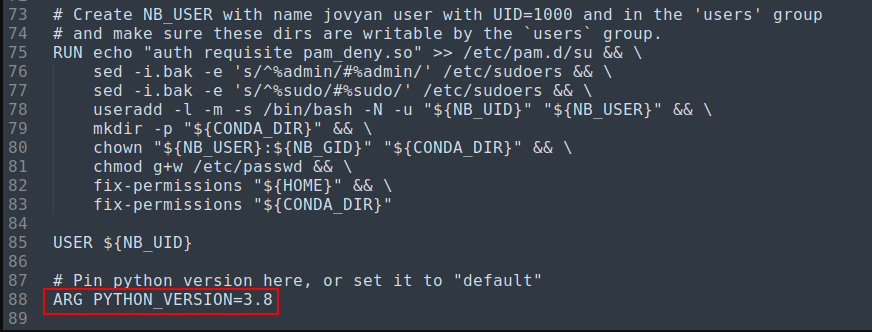 73 # Create NB_USER with name jovyan user with UID=1000 and in the 'users' group
74 # and make sure these dirs are writable by the `users` group.
75 RUN echo "auth requisite pam_deny.so" >> /etc/pam.d/su && \
76     sed -i.bak -e 's/^%admin/#%admin/' /etc/sudoers && \
77     sed -i.bak -e 's/^%sudo/#%sudo/' /etc/sudoers && \
78     useradd -l -m -s /bin/bash -N -u "${NB_UID}" "${NB_USER}" && \
79     mkdir -p "${CONDA_DIR}" && \
80     chown "${NB_USER}:${NB_GID}" "${CONDA_DIR}" && \
81     chmod g+w /etc/passwd && \
82     fix-permissions "${HOME}" && \
83     fix-permissions "${CONDA_DIR}"
84
85 USER ${NB_UID}
86
87 # Pin python version here, or set it to "default"
88 ARG PYTHON_VERSION=3.8
89